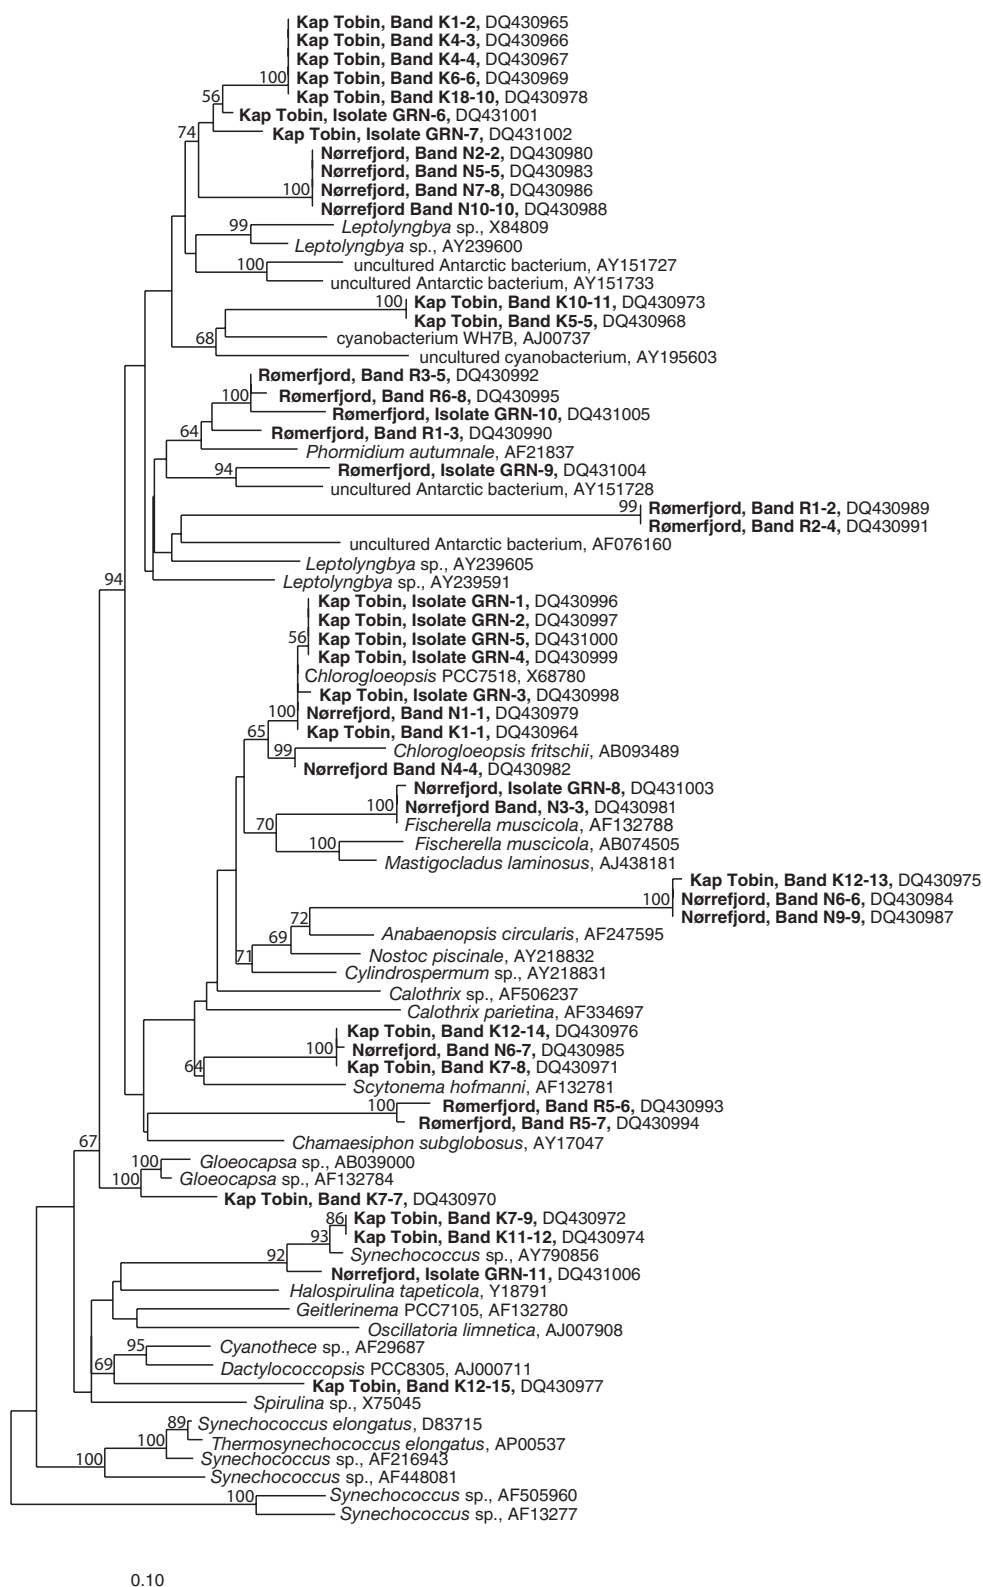 Kap Tobin, Band K1-2, DQ430965
Kap Tobin, Band K4-3, DQ430966
Kap Tobin, Band K4-4, DQ430967
Kap Tobin, Band K6-6, DQ430969
100
Kap Tobin, Band K18-10, DQ430978
56
Kap Tobin, Isolate GRN-6, DQ431001
74
Kap Tobin, Isolate GRN-7, DQ431002
Nørrefjord, Band N2-2, DQ430980
Nørrefjord, Band N5-5, DQ430983
Nørrefjord, Band N7-8, DQ430986
100
Nørrefjord Band N10-10, DQ430988
99
Leptolyngbya sp., X84809
Leptolyngbya sp., AY239600
100
uncultured Antarctic bacterium, AY151727
uncultured Antarctic bacterium, AY151733
100
Kap Tobin, Band K10-11, DQ430973
Kap Tobin, Band K5-5, DQ430968
68
cyanobacterium WH7B, AJ00737
uncultured cyanobacterium, AY195603
Rømerfjord, Band R3-5, DQ430992
100
Rømerfjord, Band R6-8, DQ430995
Rømerfjord, Isolate GRN-10, DQ431005
64
Rømerfjord, Band R1-3, DQ430990
Phormidium autumnale, AF21837
94
Rømerfjord, Isolate GRN-9, DQ431004
uncultured Antarctic bacterium, AY151728
99
Rømerfjord, Band R1-2, DQ430989
Rømerfjord, Band R2-4, DQ430991
uncultured Antarctic bacterium, AF076160
Leptolyngbya sp., AY239605
94
Leptolyngbya sp., AY239591
Kap Tobin, Isolate GRN-1, DQ430996
Kap Tobin, Isolate GRN-2, DQ430997
56
Kap Tobin, Isolate GRN-5, DQ431000
Kap Tobin, Isolate GRN-4, DQ430999
Chlorogloeopsis PCC7518, X68780
Kap Tobin, Isolate GRN-3, DQ430998
100
Nørrefjord, Band N1-1, DQ430979
65
Kap Tobin, Band K1-1, DQ430964
99
Chlorogloeopsis fritschii, AB093489
Nørrefjord Band N4-4, DQ430982
Nørrefjord, Isolate GRN-8, DQ431003
100
Nørrefjord Band, N3-3, DQ430981
70
Fischerella muscicola, AF132788
100
Fischerella muscicola, AB074505
Mastigocladus laminosus, AJ438181
Kap Tobin, Band K12-13, DQ430975
100
Nørrefjord, Band N6-6, DQ430984
72
Nørrefjord, Band N9-9, DQ430987
69
Anabaenopsis circularis, AF247595
71
Nostoc piscinale, AY218832
Cylindrospermum sp., AY218831
Calothrix sp., AF506237
Calothrix parietina, AF334697
Kap Tobin, Band K12-14, DQ430976
100
Nørrefjord, Band N6-7, DQ430985
64
Kap Tobin, Band K7-8, DQ430971
Scytonema hofmanni, AF132781
100
Rømerfjord, Band R5-6, DQ430993
Rømerfjord, Band R5-7, DQ430994
67
Chamaesiphon subglobosus, AY17047
100
Gloeocapsa sp., AB039000
100
Gloeocapsa sp., AF132784
Kap Tobin, Band K7-7, DQ430970
86
Kap Tobin, Band K7-9, DQ430972
93
Kap Tobin, Band K11-12, DQ430974
92
Synechococcus sp., AY790856
Nørrefjord, Isolate GRN-11, DQ431006
Halospirulina tapeticola, Y18791
Geitlerinema PCC7105, AF132780
Oscillatoria limnetica, AJ007908
95
Cyanothece sp., AF29687
69
Dactylococcopsis PCC8305, AJ000711
Kap Tobin, Band K12-15, DQ430977
Spirulina sp., X75045
89
Synechococcus elongatus, D83715
100
Thermosynechococcus elongatus, AP00537
100
Synechococcus sp., AF216943
Synechococcus sp., AF448081
100
Synechococcus sp., AF505960
Synechococcus sp., AF13277
0.10